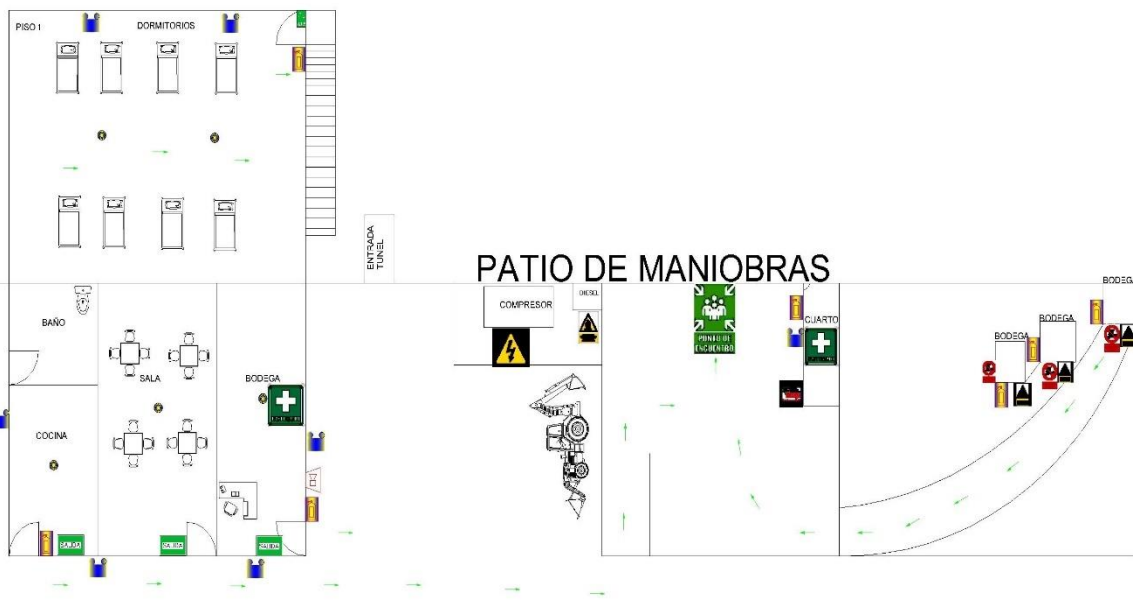 PISO 1
DORMITORIOS
ENTRADA
TUNEL
PATIO DE MANIOBRAS
BAÑO
SALA
BODEGA
COCINA
SALIDA
SALIDA
SALIDA
COMPRESOR
DIESEL
PUNTO DE
ENCUENTRO
CUARTO
BODEGA
BODEGA
BODEGA